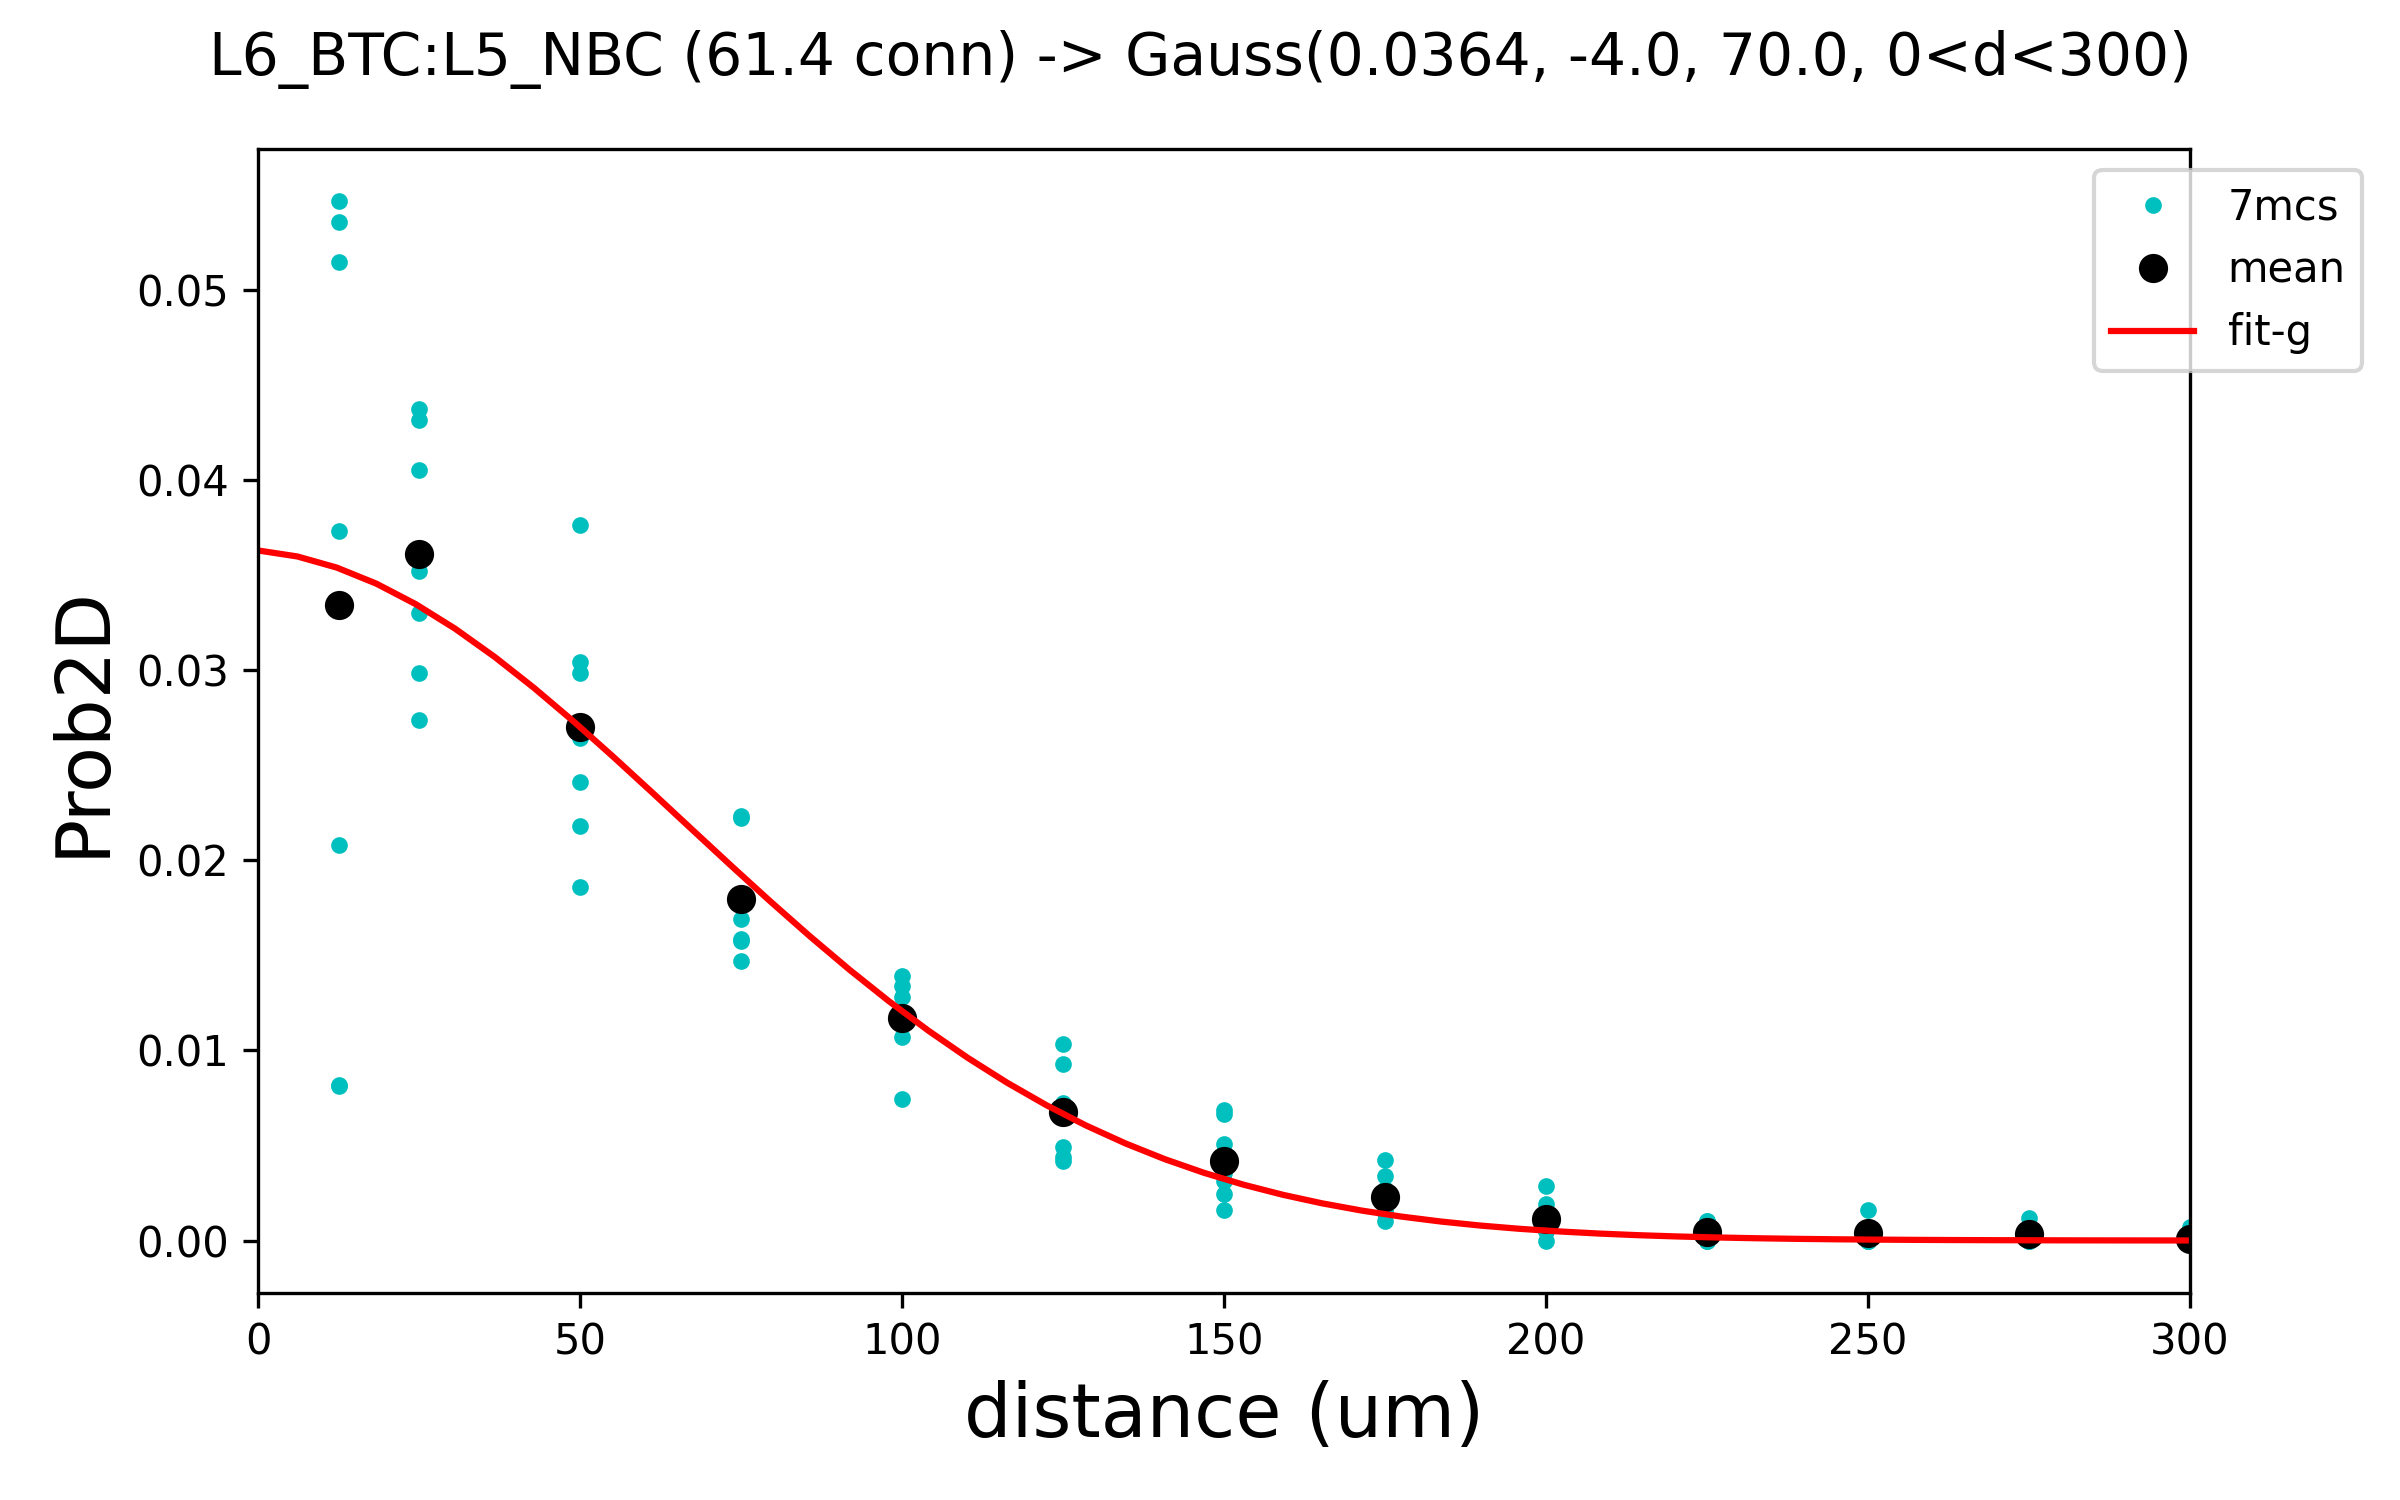 L6_BTC:L5_NBC (61.4 conn) -> Gauss(0.0364, -4.0, 70.0, 0<d<300)
7mcs
mean
fit-g
Prob2D
0.05
0.04
0.03
0.02
0.01
0.00
0 50 100 150 200 250 300
distance (um)